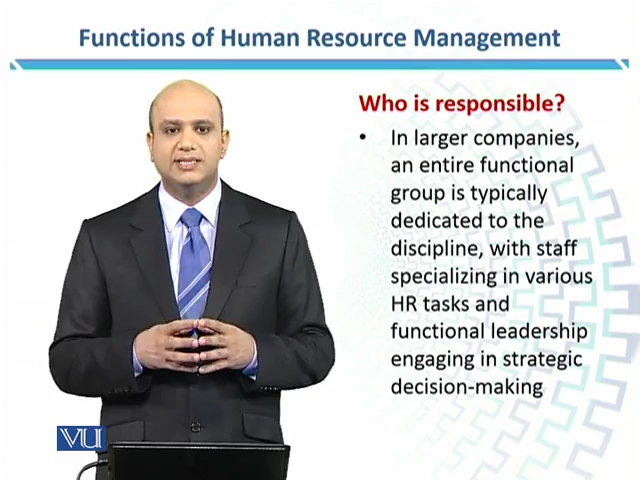 Functions of Human Resource Management
Who is responsible?
• In larger companies,
an entire functional
group is typically
dedicated to the
discipline, with staff
specializing in various
HR tasks and
functional leadership
engaging in strategic
decision-making
VU